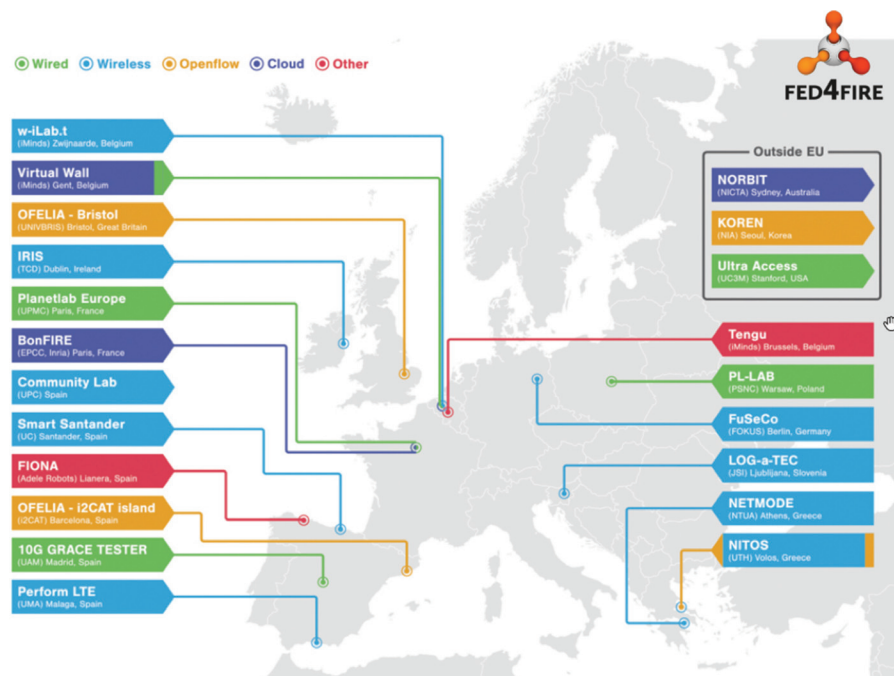 Wired Wireless Openflow Cloud Other
FED4FIRE
w-iLab.t
(iMinds) Zwijnaarde, Belgium
Virtual Wall
(iMinds) Gent, Belgium
OFELIA - Bristol
(UNIVBRIS) Bristol, Great Britain
IRIS
(TCD) Dublin, Ireland
Planetlab Europe
(UPMC) Paris, France
BonFIRE
(EPCC, Inria) Paris, France
Community Lab
(UPC) Spain
Smart Santander
(UC) Santander, Spain
FIONA
(Adele Robots) Llanera, Spain
OFELIA - i2CAT island
(i2CAT) Barcelona, Spain
10G GRACE TESTER
(UAM) Madrid, Spain
Perform LTE
(UMA) Malaga, Spain
Outside EU
NORBIT
(NICTA) Sydney, Australia
KOREN
(NIA) Seoul, Korea
Ultra Access
(UC3M) Stanford, USA
Tengu
(iMinds) Brussels, Belgium
PL-LAB
(PSNC) Warsaw, Poland
FuSeCo
(FOKUS) Berlin, Germany
LOG-a-TEC
(JSI) Ljubljana, Slovenia
NETMODE
(NTUA) Athens, Greece
NITOS
(UTH) Volos, Greece